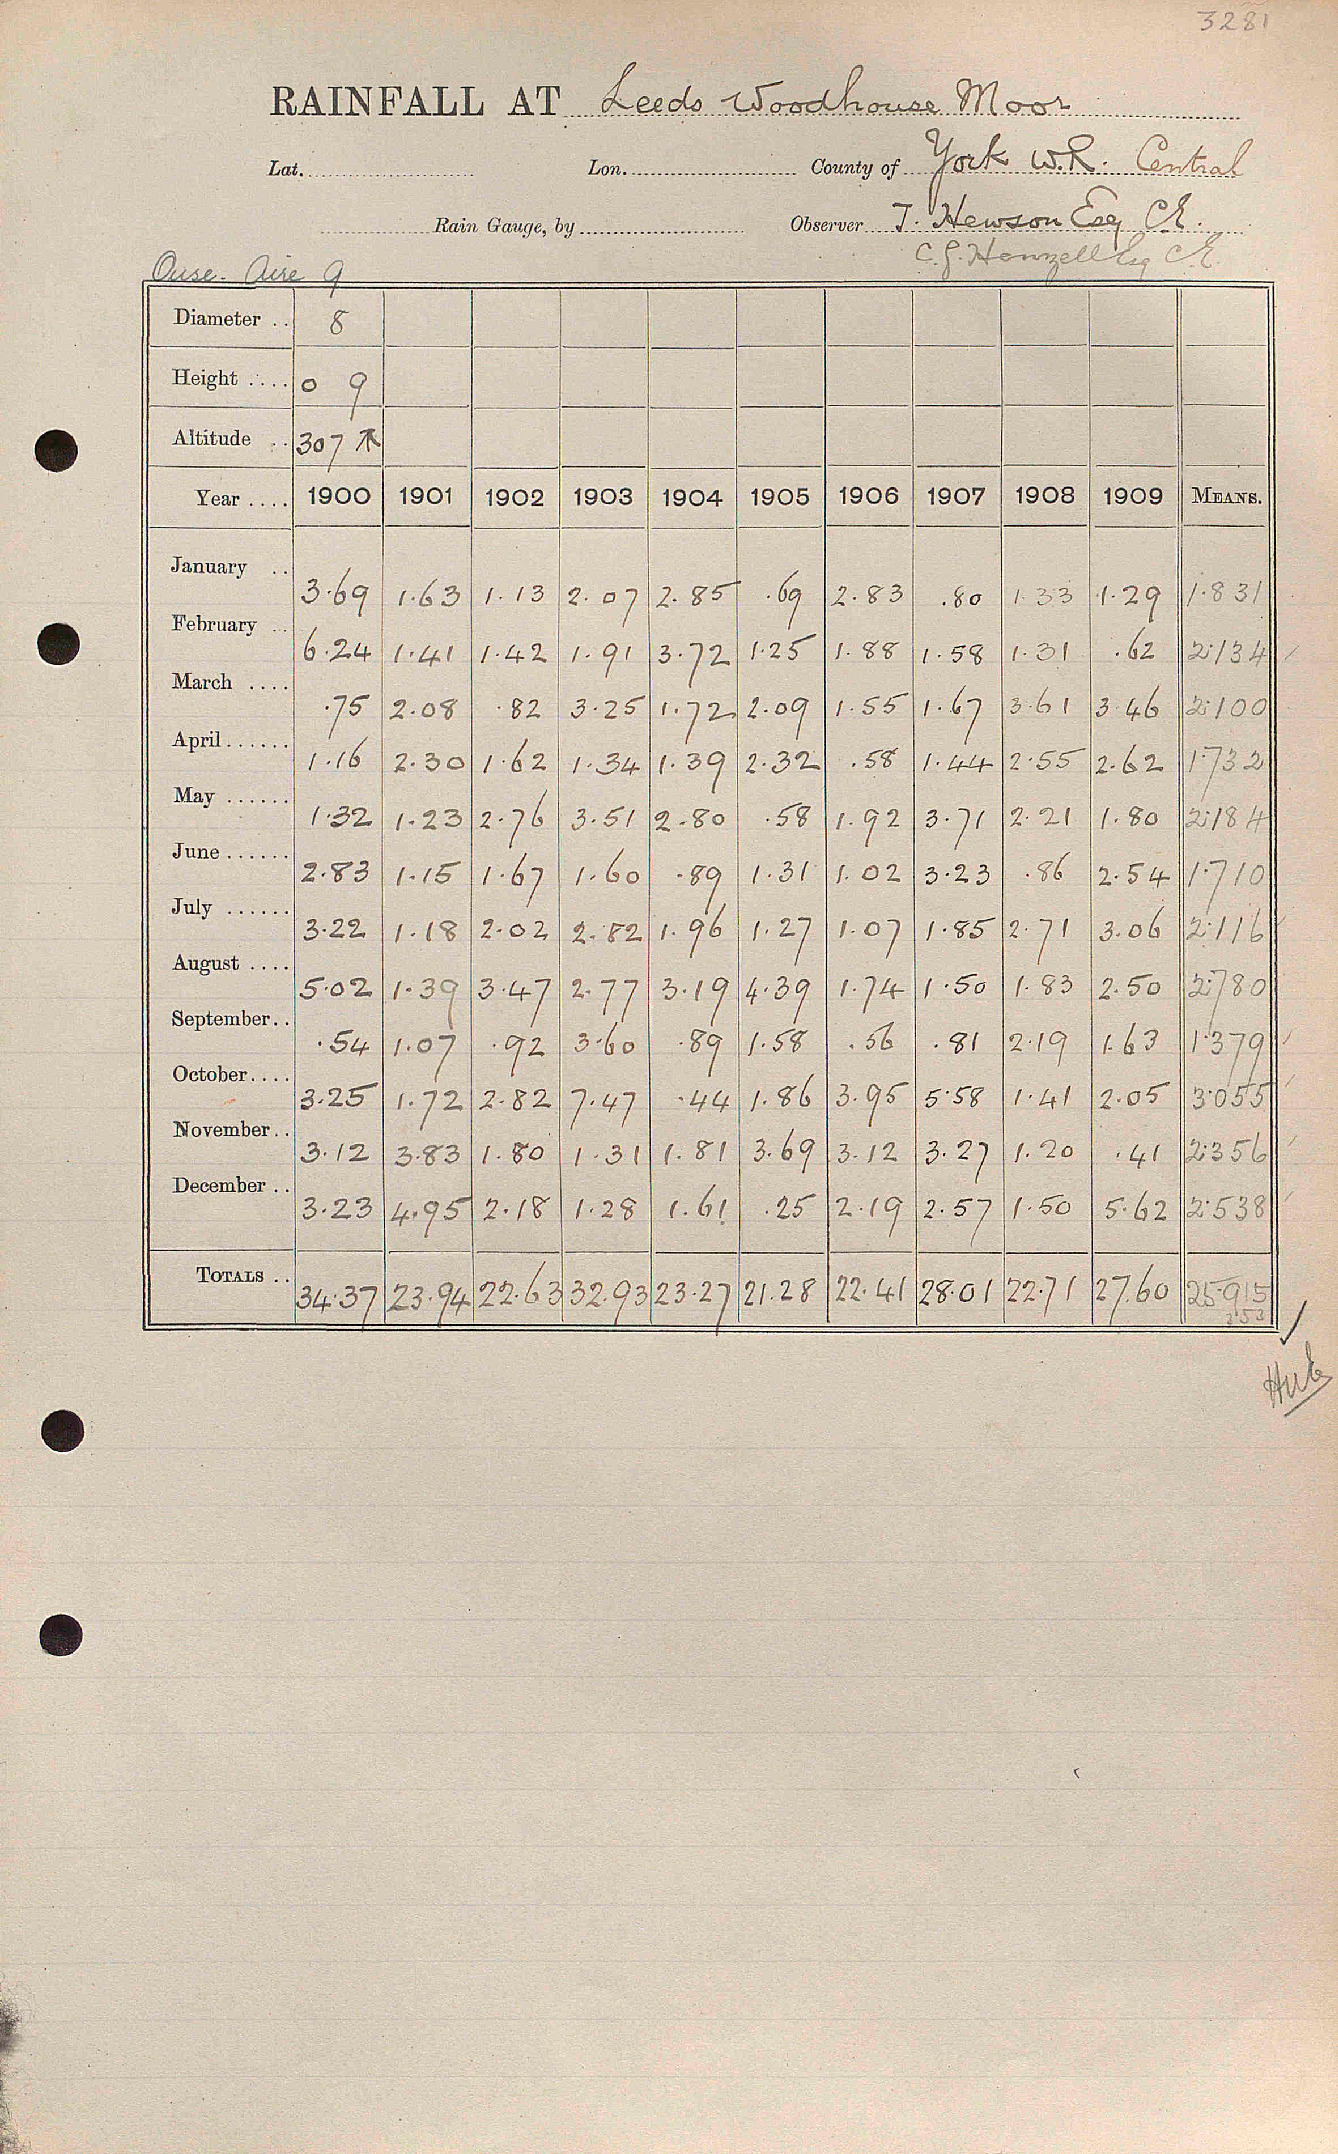 3281
RAINFALL AT Leeds Woodhouse Moor
Lat. Lon. County of York W.R. Central
Rain Gauge, by Observer T. Hewson Esq C.E.
Esq C.E.
Ouse. Aire 9
Diameter .. 8
Height .... 0 9
Altitude .. 307
Year .... 1900 1901 1902 1903 1904 1905 1906 1907 1908 1909 MEANS.
January .. 3.69 1.63 1.13 2.07 2.85 .69 2.83 .80 1.33 1.29 1.831
February .. 6.24 1.41 1.42 1.91 3.72 1.25 1.88 1.58 1.31 .62 2.134
March .... .75 2.08 .82 3.25 1.72 2.09 1.55 1.67 3.61 3.46 2.100
April ...... 1.16 2.30 1.62 1.34 1.39 2.32 .58 1.44 2.55 2.62 1.732
May ...... 1.32 1.23 2.76 3.51 2.80 .58 1.92 3.71 2.21 1.80 2.184
June ...... 2.83 1.15 1.67 1.60 .89 1.31 1.02 3.23 .86 2.54 1.710
July ...... 3.22 1.18 2.02 2.82 1.96 1.27 1.07 1.85 2.71 3.06 2.116
August .... 5.02 1.39 3.47 2.77 3.19 4.39 1.74 1.50 1.83 2.50 2.780
September.. .54 1.07 .92 3.60 .89 1.58 .56 .81 2.19 1.63 1.379
October.... 3.25 1.72 2.82 7.47 .44 1.86 3.95 5.58 1.41 2.05 3.055
November.. 3.12 3.83 1.80 1.31 1.81 3.69 3.12 3.27 1.20 .41 2.356
December .. 3.23 4.95 2.18 1.28 1.61 .25 2.19 2.57 1.50 5.62 2.538
TOTALS .. 34.37 23.94 22.63 32.93 23.27 21.28 22.41 28.01 22.71 27.60 25.915